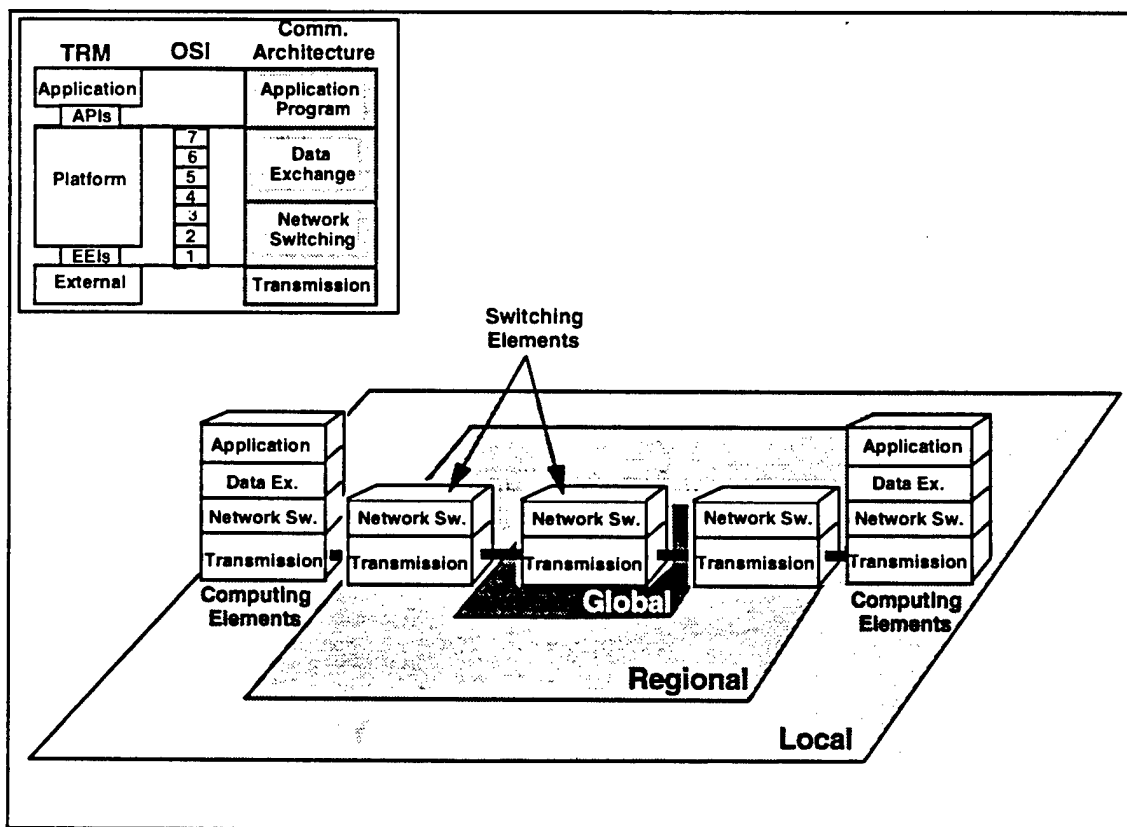 Comm.
TRM OSI Architecture
Application
APIs
Platform
EEIs
External
7
6
5
4
3
2
1
Application
Program
Data
Exchange
Network
Switching
Transmission
Switching
Elements
Application
Data Ex.
Network Sw.
Transmission
Computing
Elements
Network Sw.
Transmission
Network Sw.
Transmission
Network Sw.
Transmission
Application
Data Ex.
Network Sw.
Transmission
Computing
Elements
Global
Regional
Local